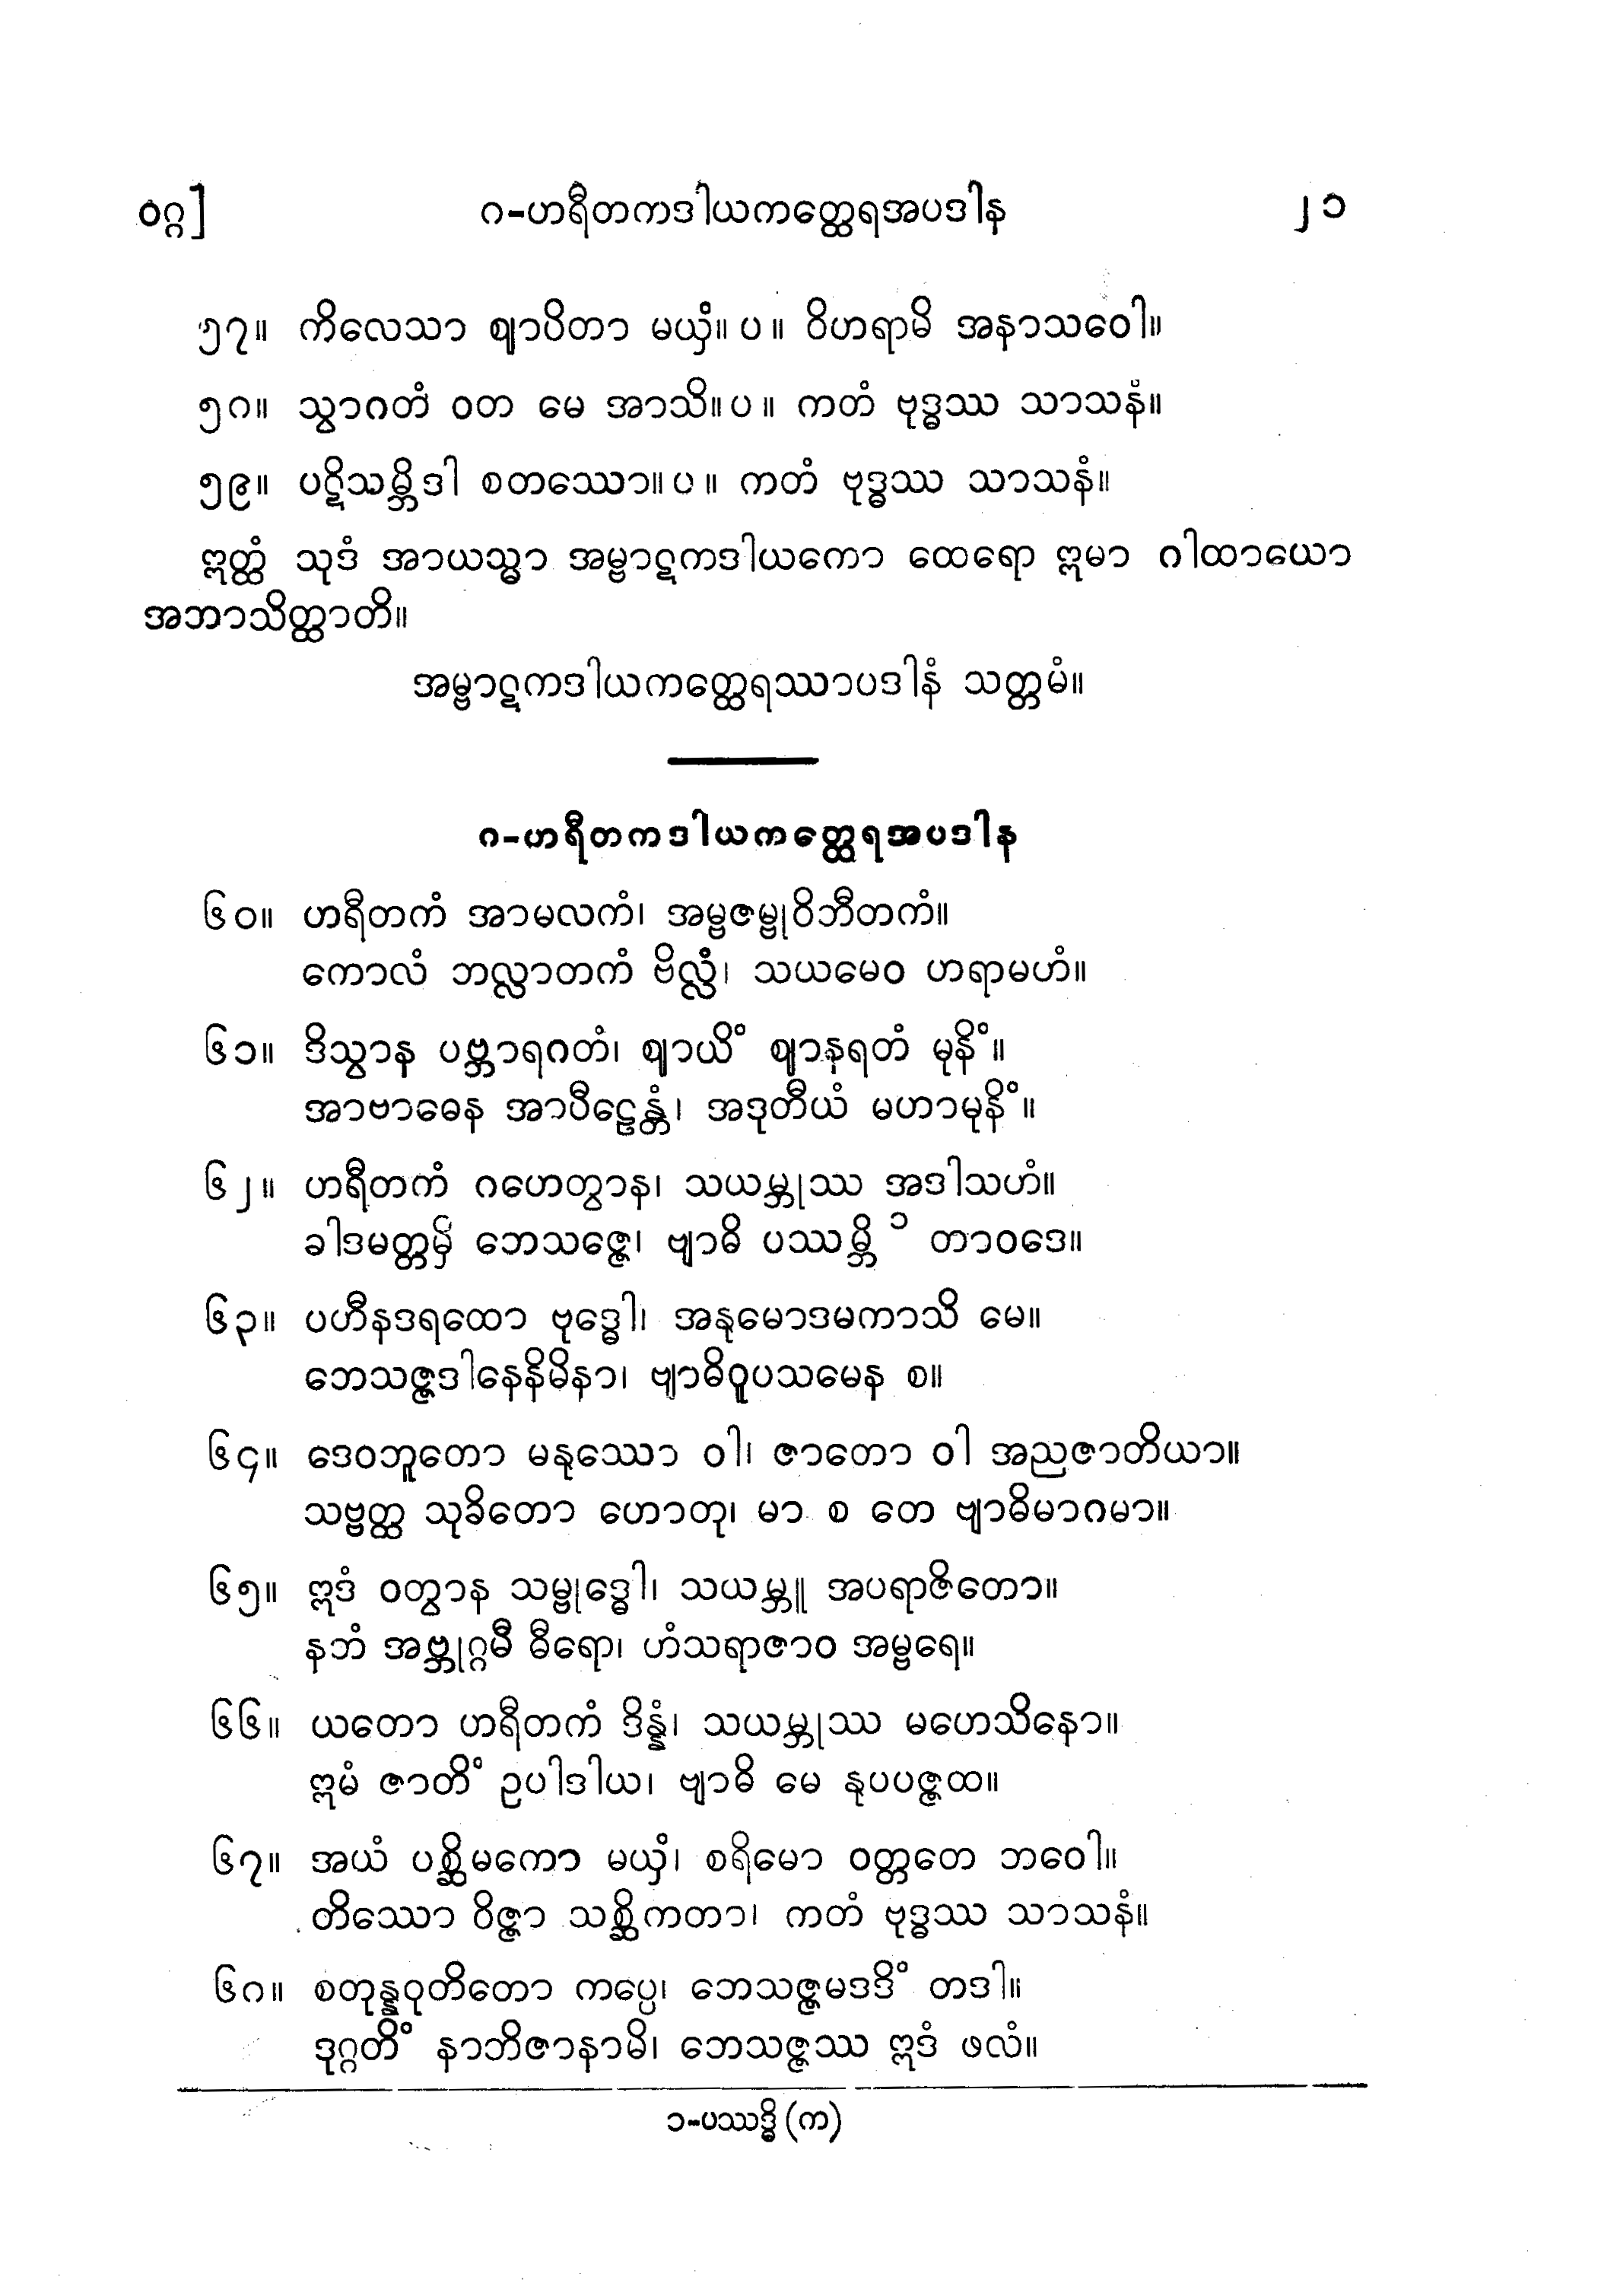 ဝဂ္ဂ]
၈-ဟရီတကဒါယကတ္ထေရအပဒါန
၂၁
၅၇။ ကိလေသာ ဈာပိတာ မယှံ။ ပ။ ဝိဟရာမိ အနာသဝေါ။
၅၈။ သွာဂတံ ဝတ မေ အာသိ။ ပ။ ကတံ ဗုဒ္ဓဿ သာသနံ။
၅၉။ ပဋိသမ္ဘိဒါ စတဿော။ ပ။ ကတံ ဗုဒ္ဓဿ သာသနံ။
ဣတ္ထံ သုဒံ အာယသ္မာ အမ္ဗာဋကဒါယကော ထေရော ဣမာ ဂါထာယော
အဘာသိတ္ထာတိ။
အမ္ဗာဋကဒါယကတ္ထေရဿာပဒါနံ သတ္တမံ။
၈-ဟရီတကဒါယကတ္ထေရအပဒါန
၆၀။ ဟရီတကံ အာမလကံ၊ အမ္ဗဇမ္ဗုဝိဘီတကံ။
ကောလံ ဘလ္လာတကံ ဗိလ္လံ၊ သယမေဝ ဟရာမဟံ။
၆၁။ ဒိသွာန ပဗ္ဘာရဂတံ၊ ဈာယိံ ဈာနရတံ မုနိံ။
အာဗာဓေန အာပီဠေန္တံ၊ အဒုတီယံ မဟာမုနိံ။
၆၂။ ဟရီတကံ ဂဟေတွာန၊ သယမ္ဘုဿ အဒါသဟံ။
ခါဒမတ္တမှိ ဘေသဇ္ဇေ၊ ဗျာဓိ ပဿမ္ဘိ ၁ တာဝဒေ။
၆၃။ ပဟီနဒရထော ဗုဒ္ဓေါ၊ အနုမောဒမကာသိ မေ။
ဘေသဇ္ဇဒါနေနိမိနာ၊ ဗျာဓိဝူပသမေန စ။
၆၄။ ဒေဝဘူတော မနုဿော ဝါ၊ ဇာတော ဝါ အညဇာတိယာ။
သဗ္ဗတ္ထ သုခိတော ဟောတု၊ မာ စ တေ ဗျာဓိမာဂမာ။
၆၅။ ဣဒံ ဝတွာန သမ္ဗုဒ္ဓေါ၊ သယမ္ဘူ အပရာဇိတော။
နဘံ အဗ္ဘုဂ္ဂမီ ဓီရော၊ ဟံသရာဇာဝ အမ္ဗရေ။
၆၆။ ယတော ဟရီတကံ ဒိန္နံ၊ သယမ္ဘုဿ မဟေသိနော။
ဣမံ ဇာတိံ ဥပါဒါယ၊ ဗျာဓိ မေ နုပပဇ္ဇထ။
၆၇။ အယံ ပစ္ဆိမကော မယှံ၊ စရိမော ဝတ္တတေ ဘဝေါ။
တိဿော ဝိဇ္ဇာ သစ္ဆိကတာ၊ ကတံ ဗုဒ္ဓဿ သာသနံ။
၆၈။ စတုန္နဝုတိတော ကပ္ပေ၊ ဘေသဇ္ဇမဒဒိံ တဒါ။
ဒုဂ္ဂတိံ နာဘိဇာနာမိ၊ ဘေသဇ္ဇဿ ဣဒံ ဖလံ။
၁-ပဿဒ္ဓိ (က)